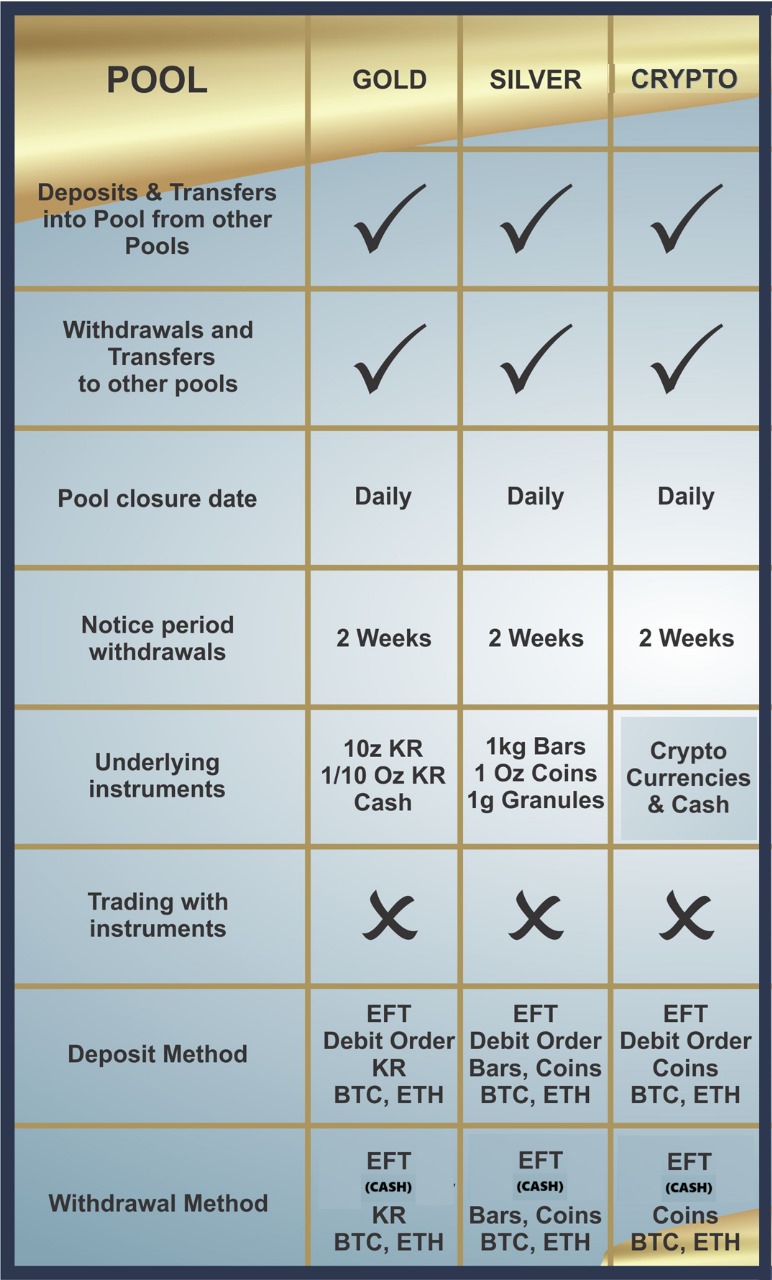 POOL
GOLD
SILVER
CRYPTO
Deposits & Transfers
into Pool from other
Pools
Withdrawals and
Transfers
to other pools
Pool closure date
Daily
Daily
Daily
Notice period
withdrawals
2 Weeks
2 Weeks
2 Weeks
Underlying
instruments
10z KR
1/10 Oz KR
Cash
1kg Bars
1 Oz Coins
1g Granules
Crypto
Currencies
& Cash
Trading with
instruments
Deposit Method
EFT
Debit Order
KR
BTC, ETH
EFT
Debit Order
Bars, Coins
BTC, ETH
EFT
Debit Order
Coins
BTC, ETH
Withdrawal Method
EFT
(CASH)
KR
BTC, ETH
EFT
(CASH)
Bars, Coins
BTC, ETH
EFT
(CASH)
Coins
BTC, ETH